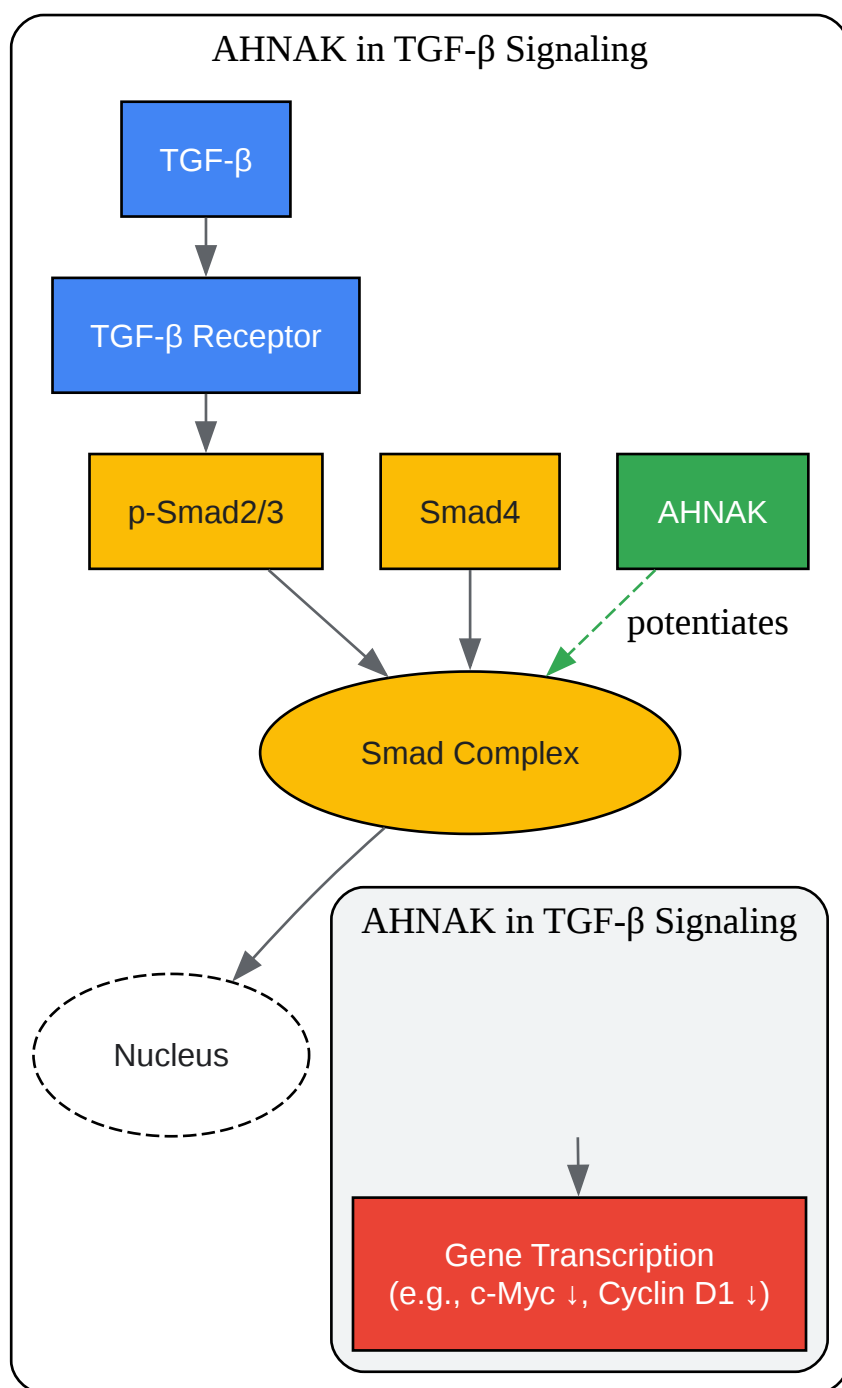 AHNAK in TGF-β Signaling
TGF-β
TGF-β Receptor
p-Smad2/3
Smad4
AHNAK
potentiates
Smad Complex
AHNAK in TGF-β Signaling
Nucleus
Gene Transcription
(e.g., c-Myc ↓, Cyclin D1 ↓)